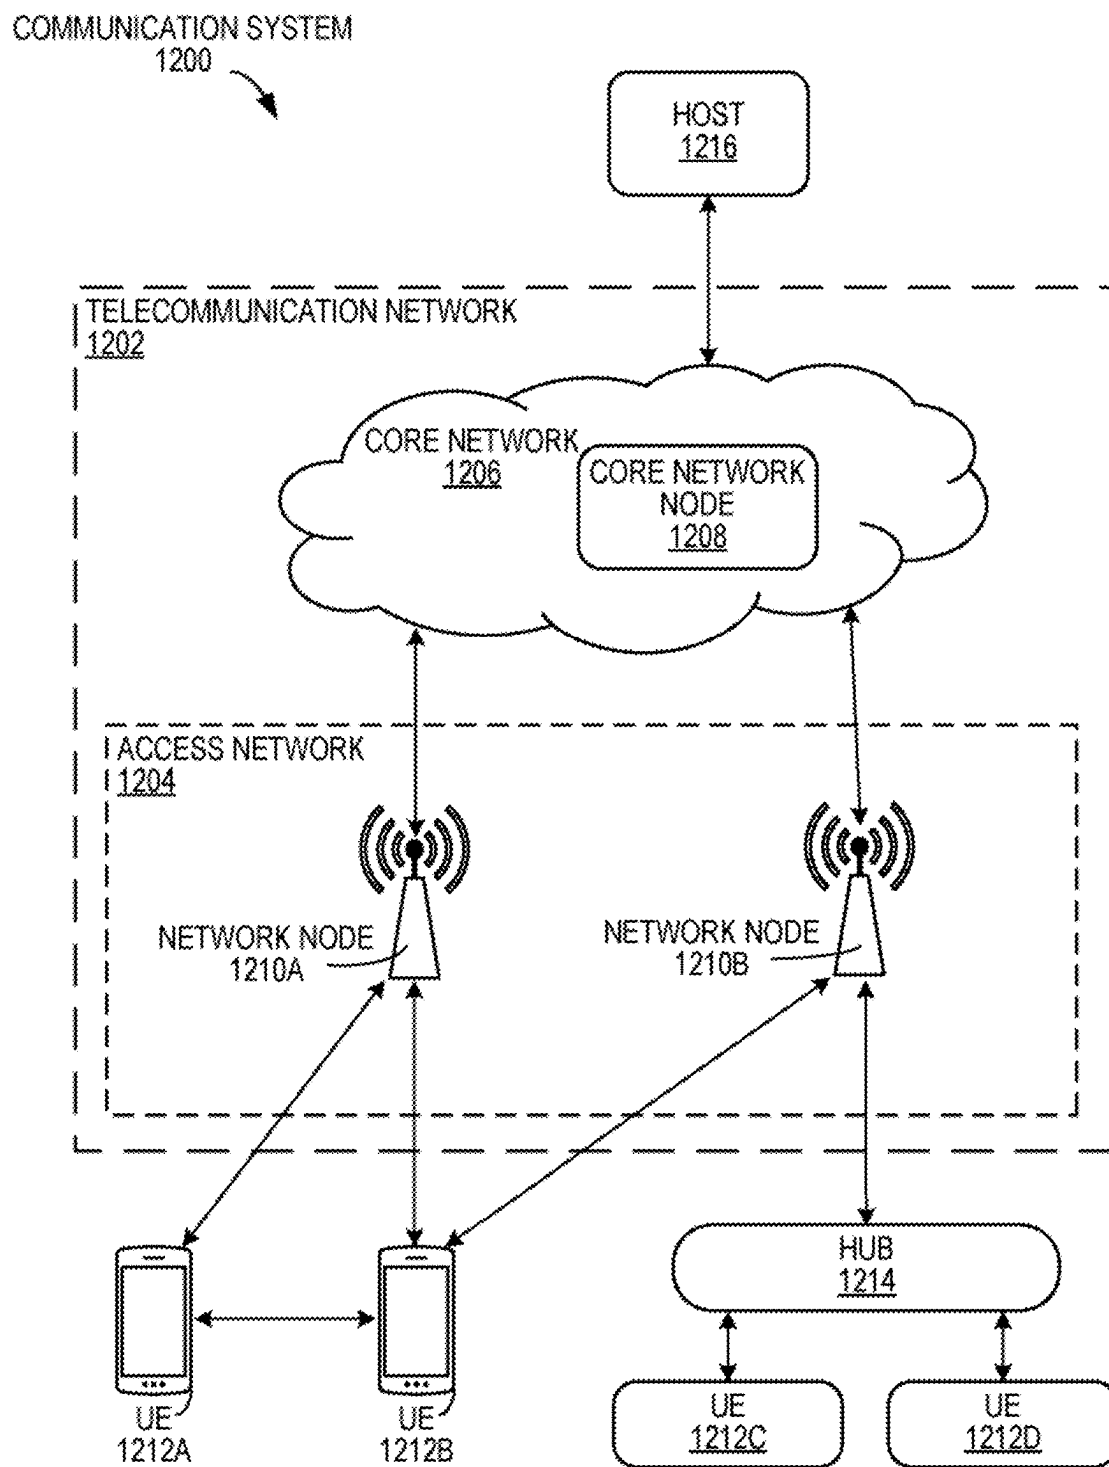 COMMUNICATION SYSTEM
1200
HOST
1216
TELECOMMUNICATION NETWORK
1202
CORE NETWORK
1206
CORE NETWORK
NODE
1208
ACCESS NETWORK
1204
NETWORK NODE
1210A
NETWORK NODE
1210B
HUB
1214
UE
1212A
UE
1212B
UE
1212C
UE
1212D